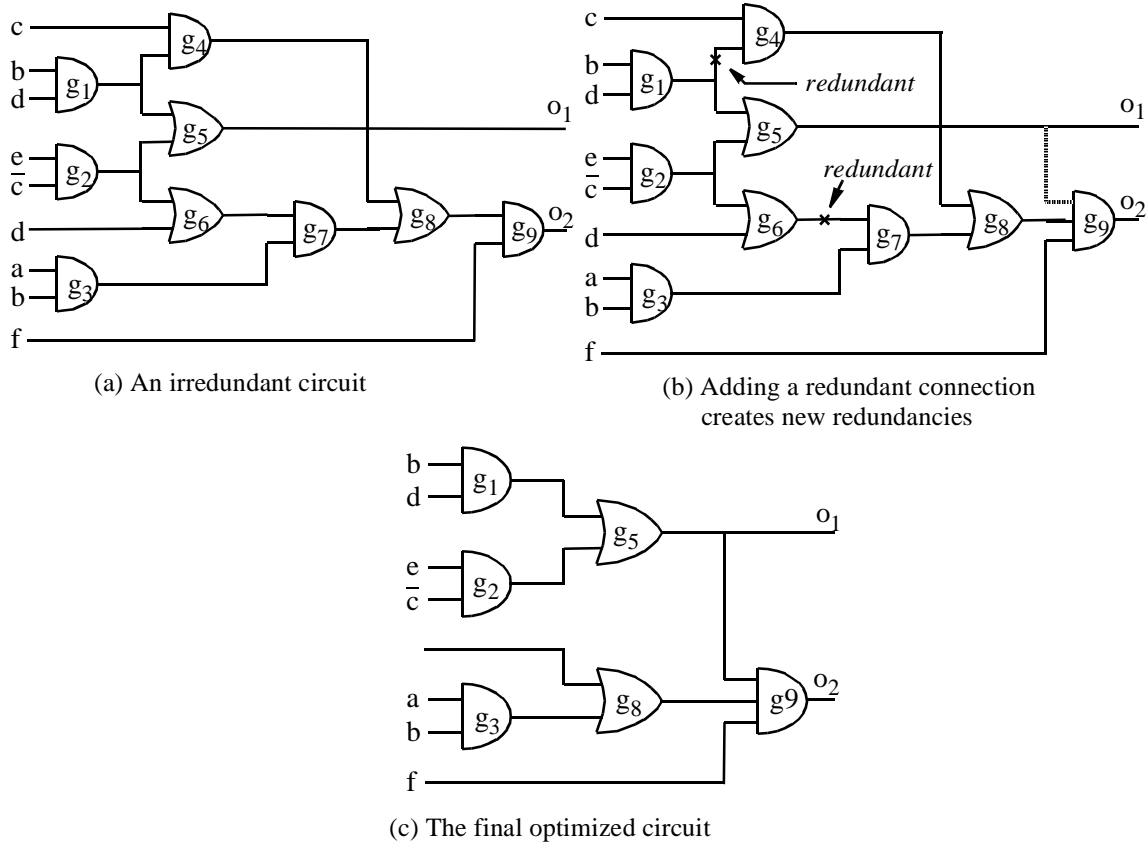 c
b
d
g1
g4
e
c̅
g2
g5
o1
d
g6
a
b
g3
g7
g8
g9
o2
f
(a) An irredundant circuit
c
b
d
g1
g4
redundant
e
c̅
g2
g5
o1
redundant
d
g6
a
b
g3
g7
g8
g9
o2
f
(b) Adding a redundant connection
creates new redundancies
b
d
g1
g5
o1
e
c̅
g2
a
b
g3
g8
g9
o2
f
(c) The final optimized circuit